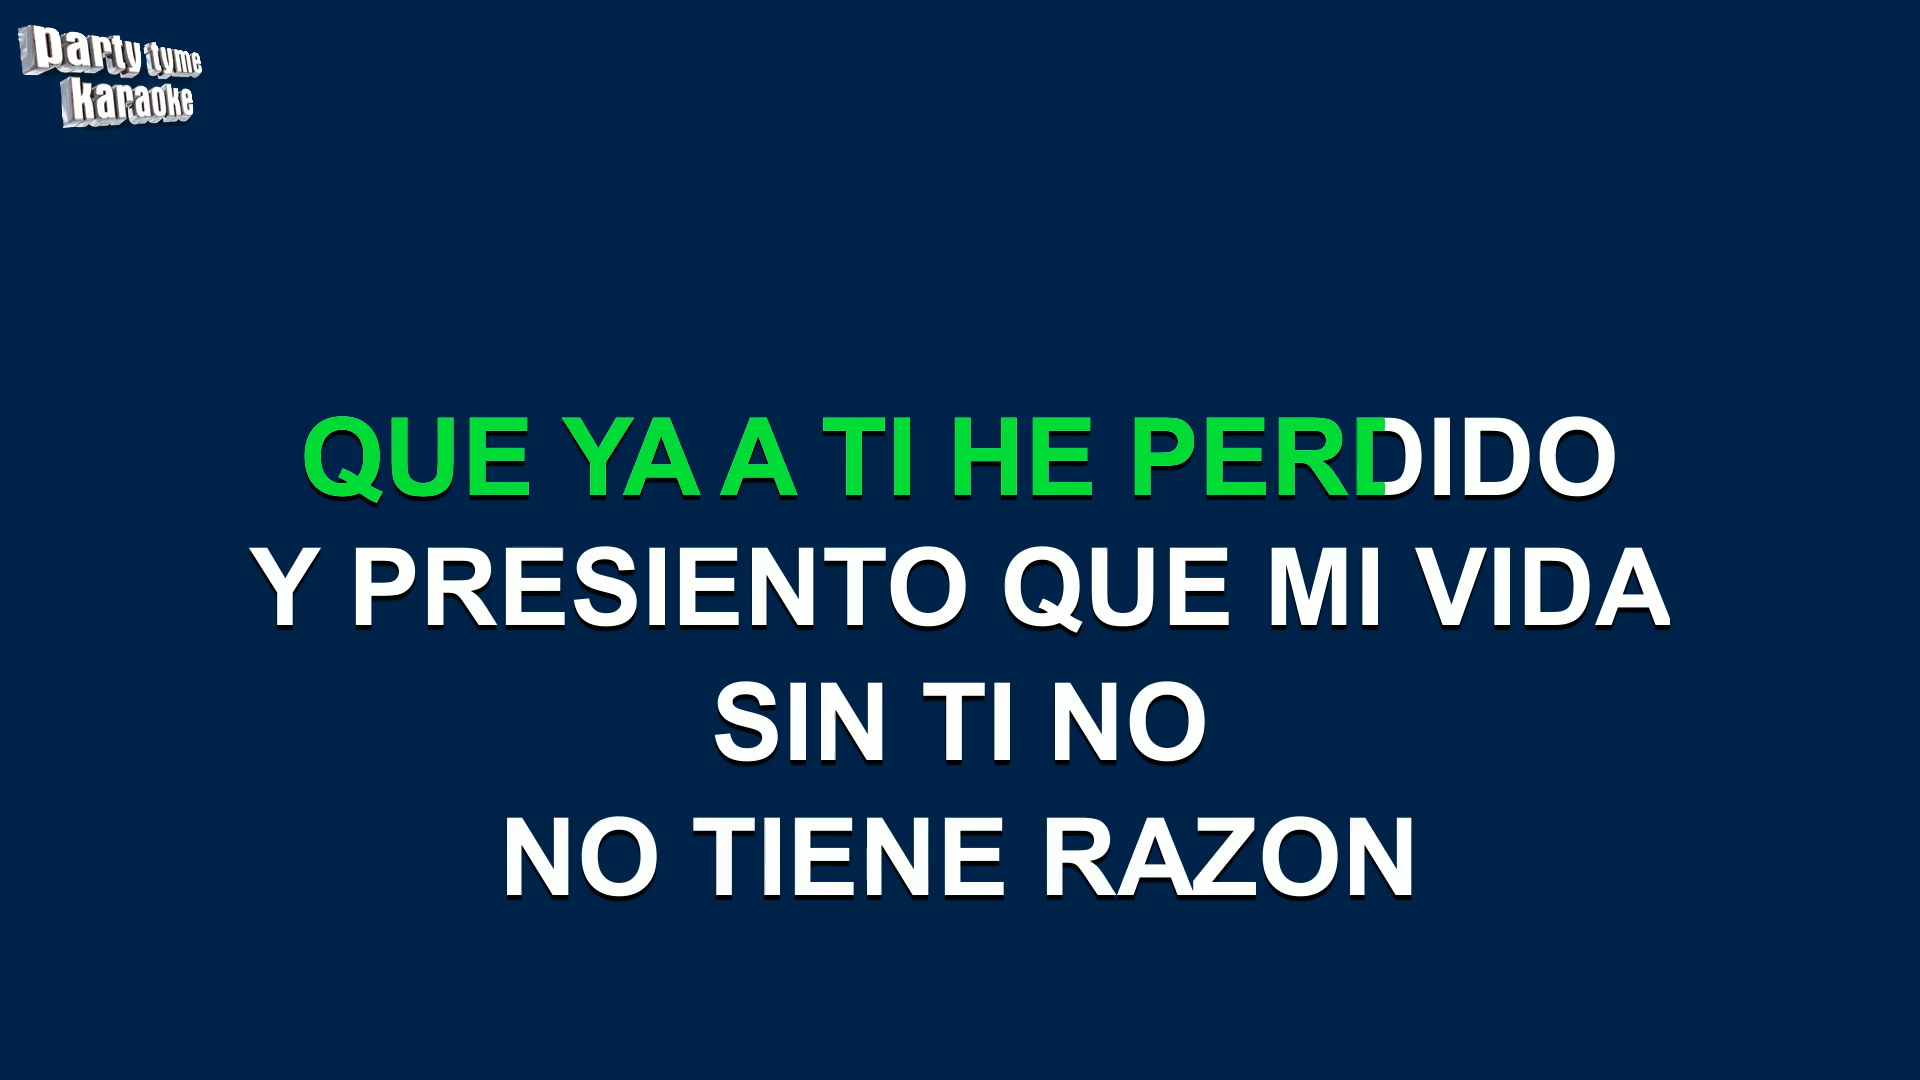 party tyme
karaoke
QUE YA A TI HE PERDIDO
Y PRESIENTO QUE MI VIDA
SIN TI NO
NO TIENE RAZON